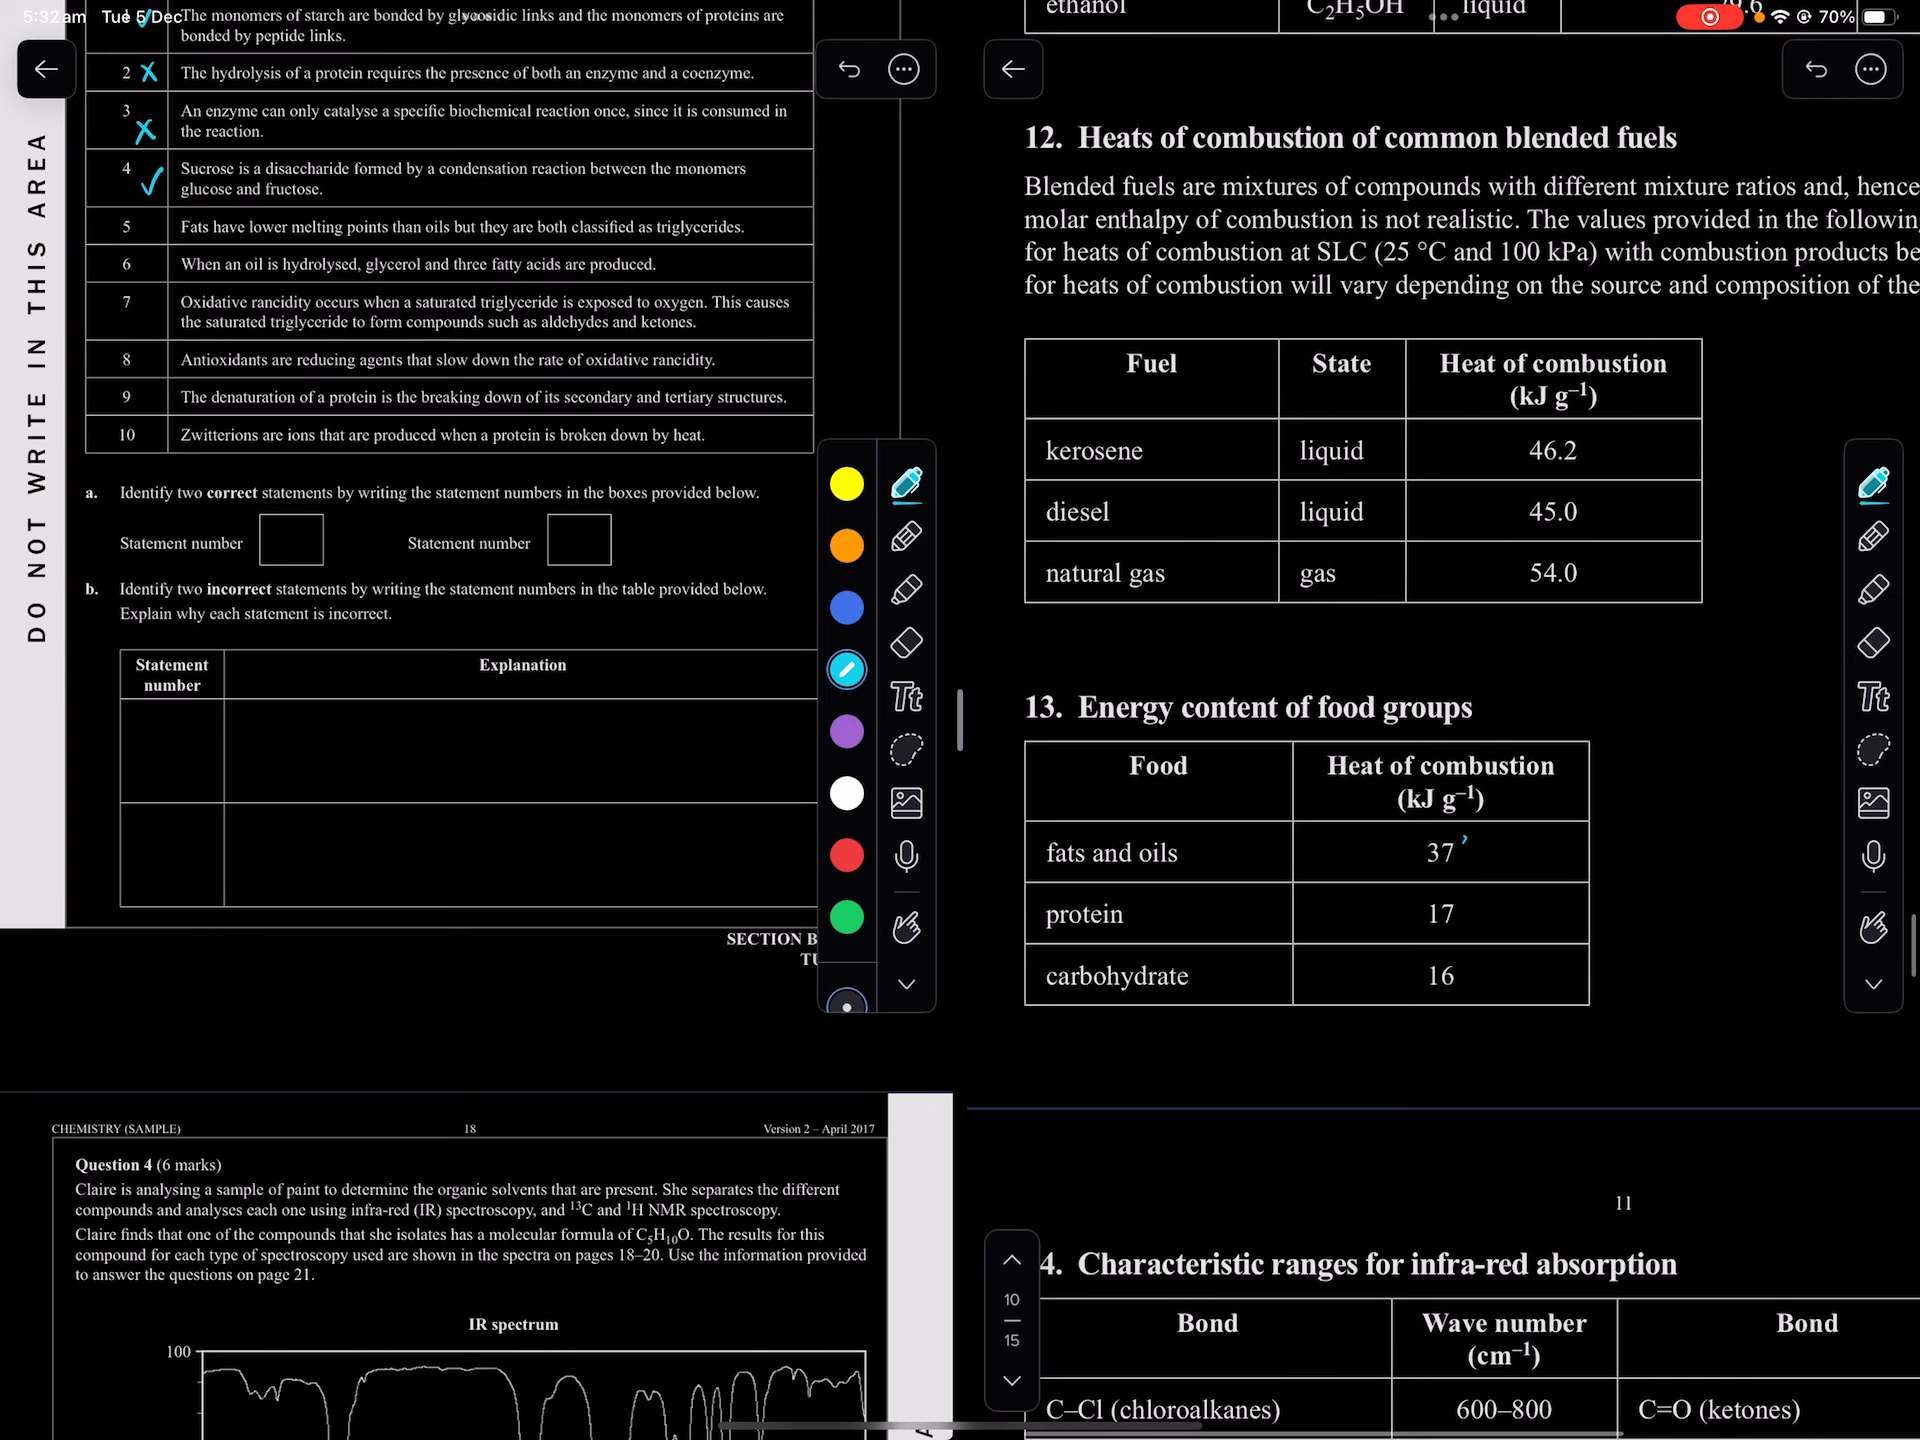 5:32 am Tue 5 Dec
70%
The monomers of starch are bonded by glycosidic links and the monomers of proteins are
bonded by peptide links.
2 The hydrolysis of a protein requires the presence of both an enzyme and a coenzyme.
3 An enzyme can only catalyse a specific biochemical reaction once, since it is consumed in
the reaction.
4 Sucrose is a disaccharide formed by a condensation reaction between the monomers
glucose and fructose.
5 Fats have lower melting points than oils but they are both classified as triglycerides.
6 When an oil is hydrolysed, glycerol and three fatty acids are produced.
7 Oxidative rancidity occurs when a saturated triglyceride is exposed to oxygen. This causes
the saturated triglyceride to form compounds such as aldehydes and ketones.
8 Antioxidants are reducing agents that slow down the rate of oxidative rancidity.
9 The denaturation of a protein is the breaking down of its secondary and tertiary structures.
10 Zwitterions are ions that are produced when a protein is broken down by heat.
DO NOT WRITE IN THIS AREA
a. Identify two correct statements by writing the statement numbers in the boxes provided below.
Statement number Statement number
b. Identify two incorrect statements by writing the statement numbers in the table provided below.
Explain why each statement is incorrect.
Statement
number
Explanation
SECTION B
Tt
CHEMISTRY (SAMPLE) 18 Version 2 – April 2017
Question 4 (6 marks)
Claire is analysing a sample of paint to determine the organic solvents that are present. She separates the different
compounds and analyses each one using infra-red (IR) spectroscopy, and ¹³C and ¹H NMR spectroscopy.
Claire finds that one of the compounds that she isolates has a molecular formula of C₅H₁₀O. The results for this
compound for each type of spectroscopy used are shown in the spectra on pages 18–20. Use the information provided
to answer the questions on page 21.
IR spectrum
100
ethanol C₂H₅OH liquid
12. Heats of combustion of common blended fuels
Blended fuels are mixtures of compounds with different mixture ratios and, hence
molar enthalpy of combustion is not realistic. The values provided in the followin
for heats of combustion at SLC (25 °C and 100 kPa) with combustion products be
for heats of combustion will vary depending on the source and composition of the
Fuel State Heat of combustion
(kJ g⁻¹)
kerosene liquid 46.2
diesel liquid 45.0
natural gas gas 54.0
13. Energy content of food groups
Food Heat of combustion
(kJ g⁻¹)
fats and oils 37
protein 17
carbohydrate 16
Tt
11
4. Characteristic ranges for infra-red absorption
10
15
Bond Wave number
(cm⁻¹)
Bond
C–Cl (chloroalkanes) 600–800 C=O (ketones)